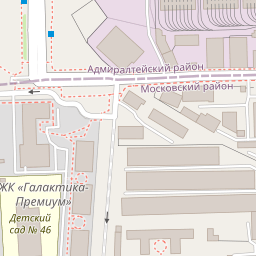 Адмиралтейский район
Московский район
ЖК «Галактика-
Премиум»
Детский
сад № 46